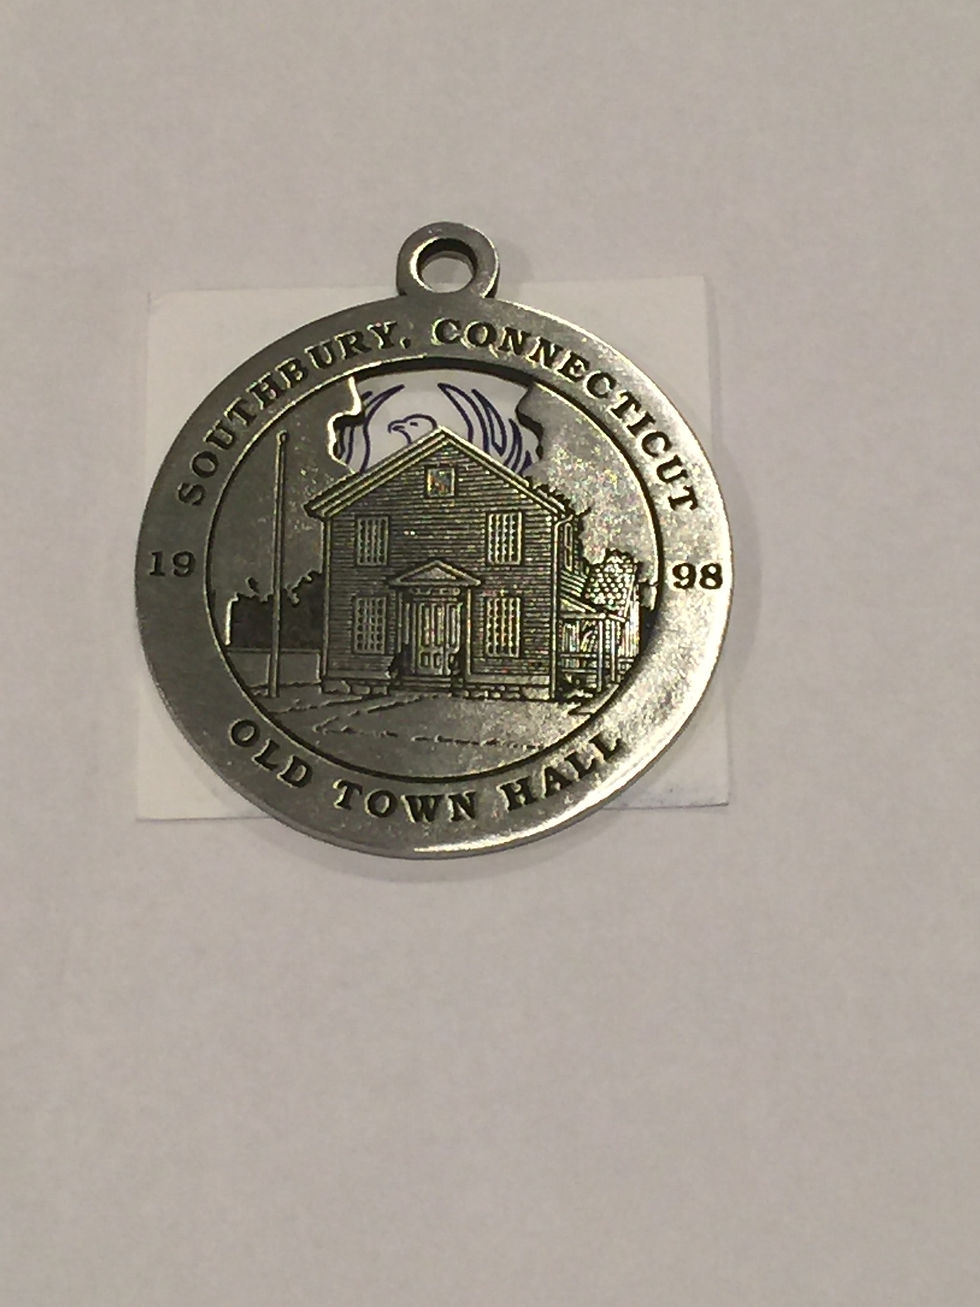 SOUTHBURY, CONNECTICUT
19 98
OLD TOWN HALL